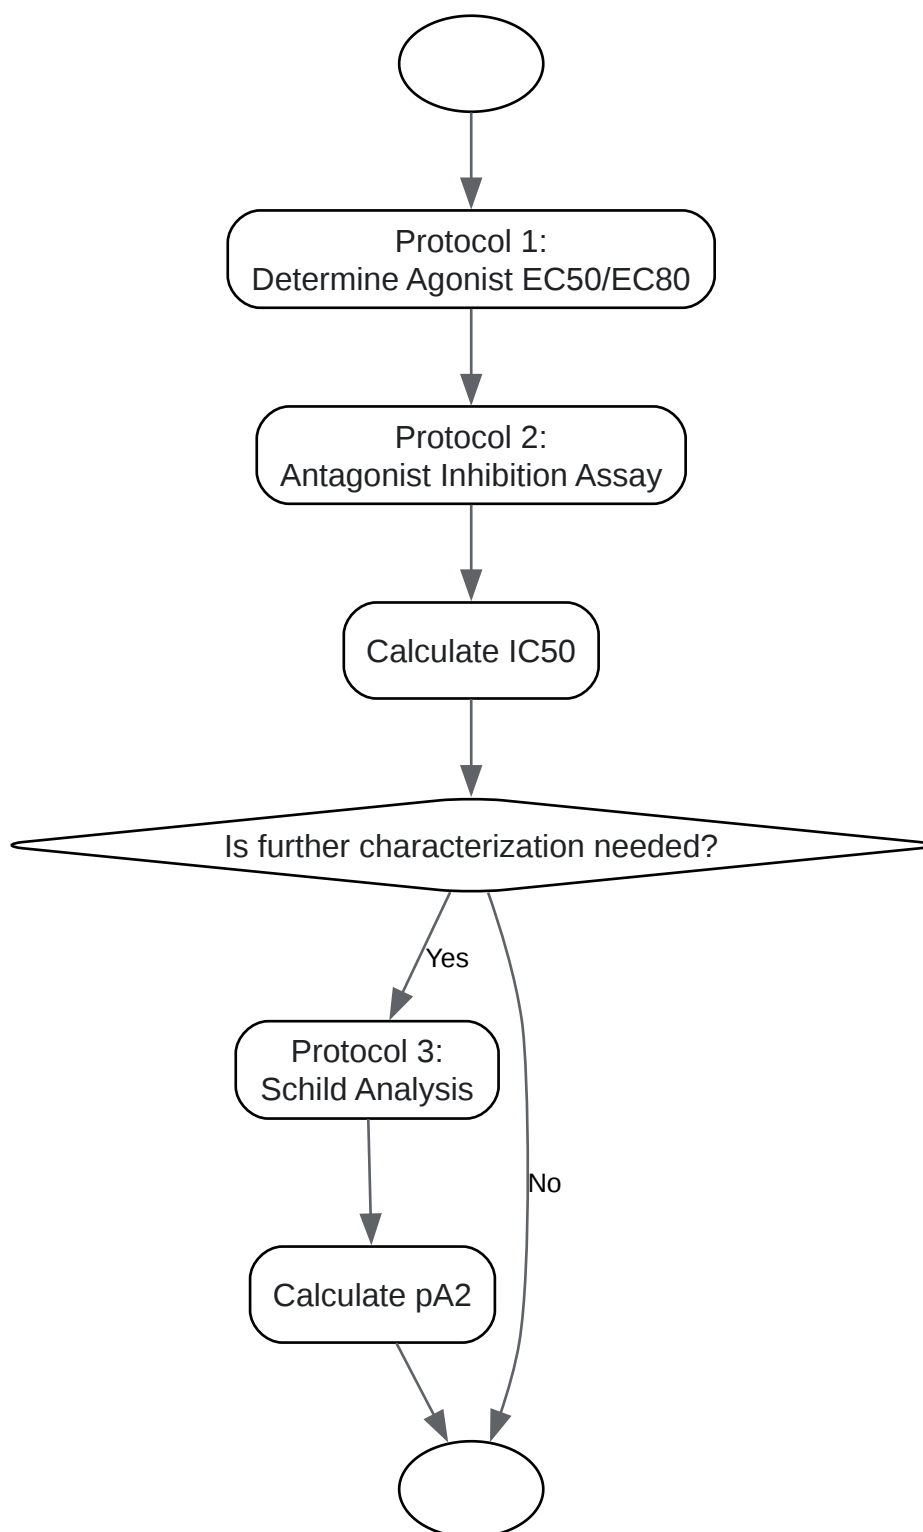 Protocol 1:
Determine Agonist EC50/EC80
Protocol 2:
Antagonist Inhibition Assay
Calculate IC50
Is further characterization needed?
Yes
Protocol 3:
Schild Analysis
No
Calculate pA2